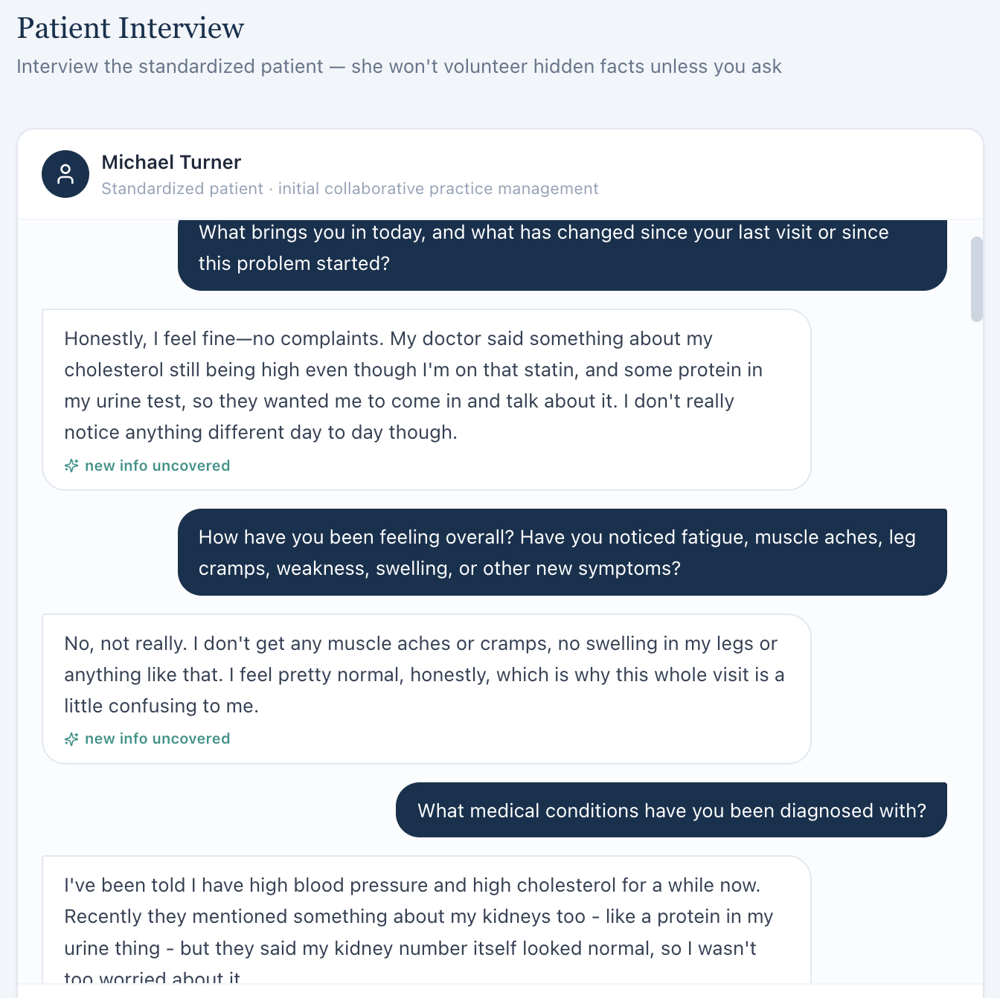 Patient Interview
Interview the standardized patient — she won't volunteer hidden facts unless you ask
Michael Turner
Standardized patient · initial collaborative practice management
What brings you in today, and what has changed since your last visit or since
this problem started?
Honestly, I feel fine—no complaints. My doctor said something about my
cholesterol still being high even though I'm on that statin, and some protein in
my urine test, so they wanted me to come in and talk about it. I don't really
notice anything different day to day though.
new info uncovered
How have you been feeling overall? Have you noticed fatigue, muscle aches, leg
cramps, weakness, swelling, or other new symptoms?
No, not really. I don't get any muscle aches or cramps, no swelling in my legs or
anything like that. I feel pretty normal, honestly, which is why this whole visit is a
little confusing to me.
new info uncovered
What medical conditions have you been diagnosed with?
I've been told I have high blood pressure and high cholesterol for a while now.
Recently they mentioned something about my kidneys too - like a protein in my
urine thing - but they said my kidney number itself looked normal, so I wasn't
too worried about it